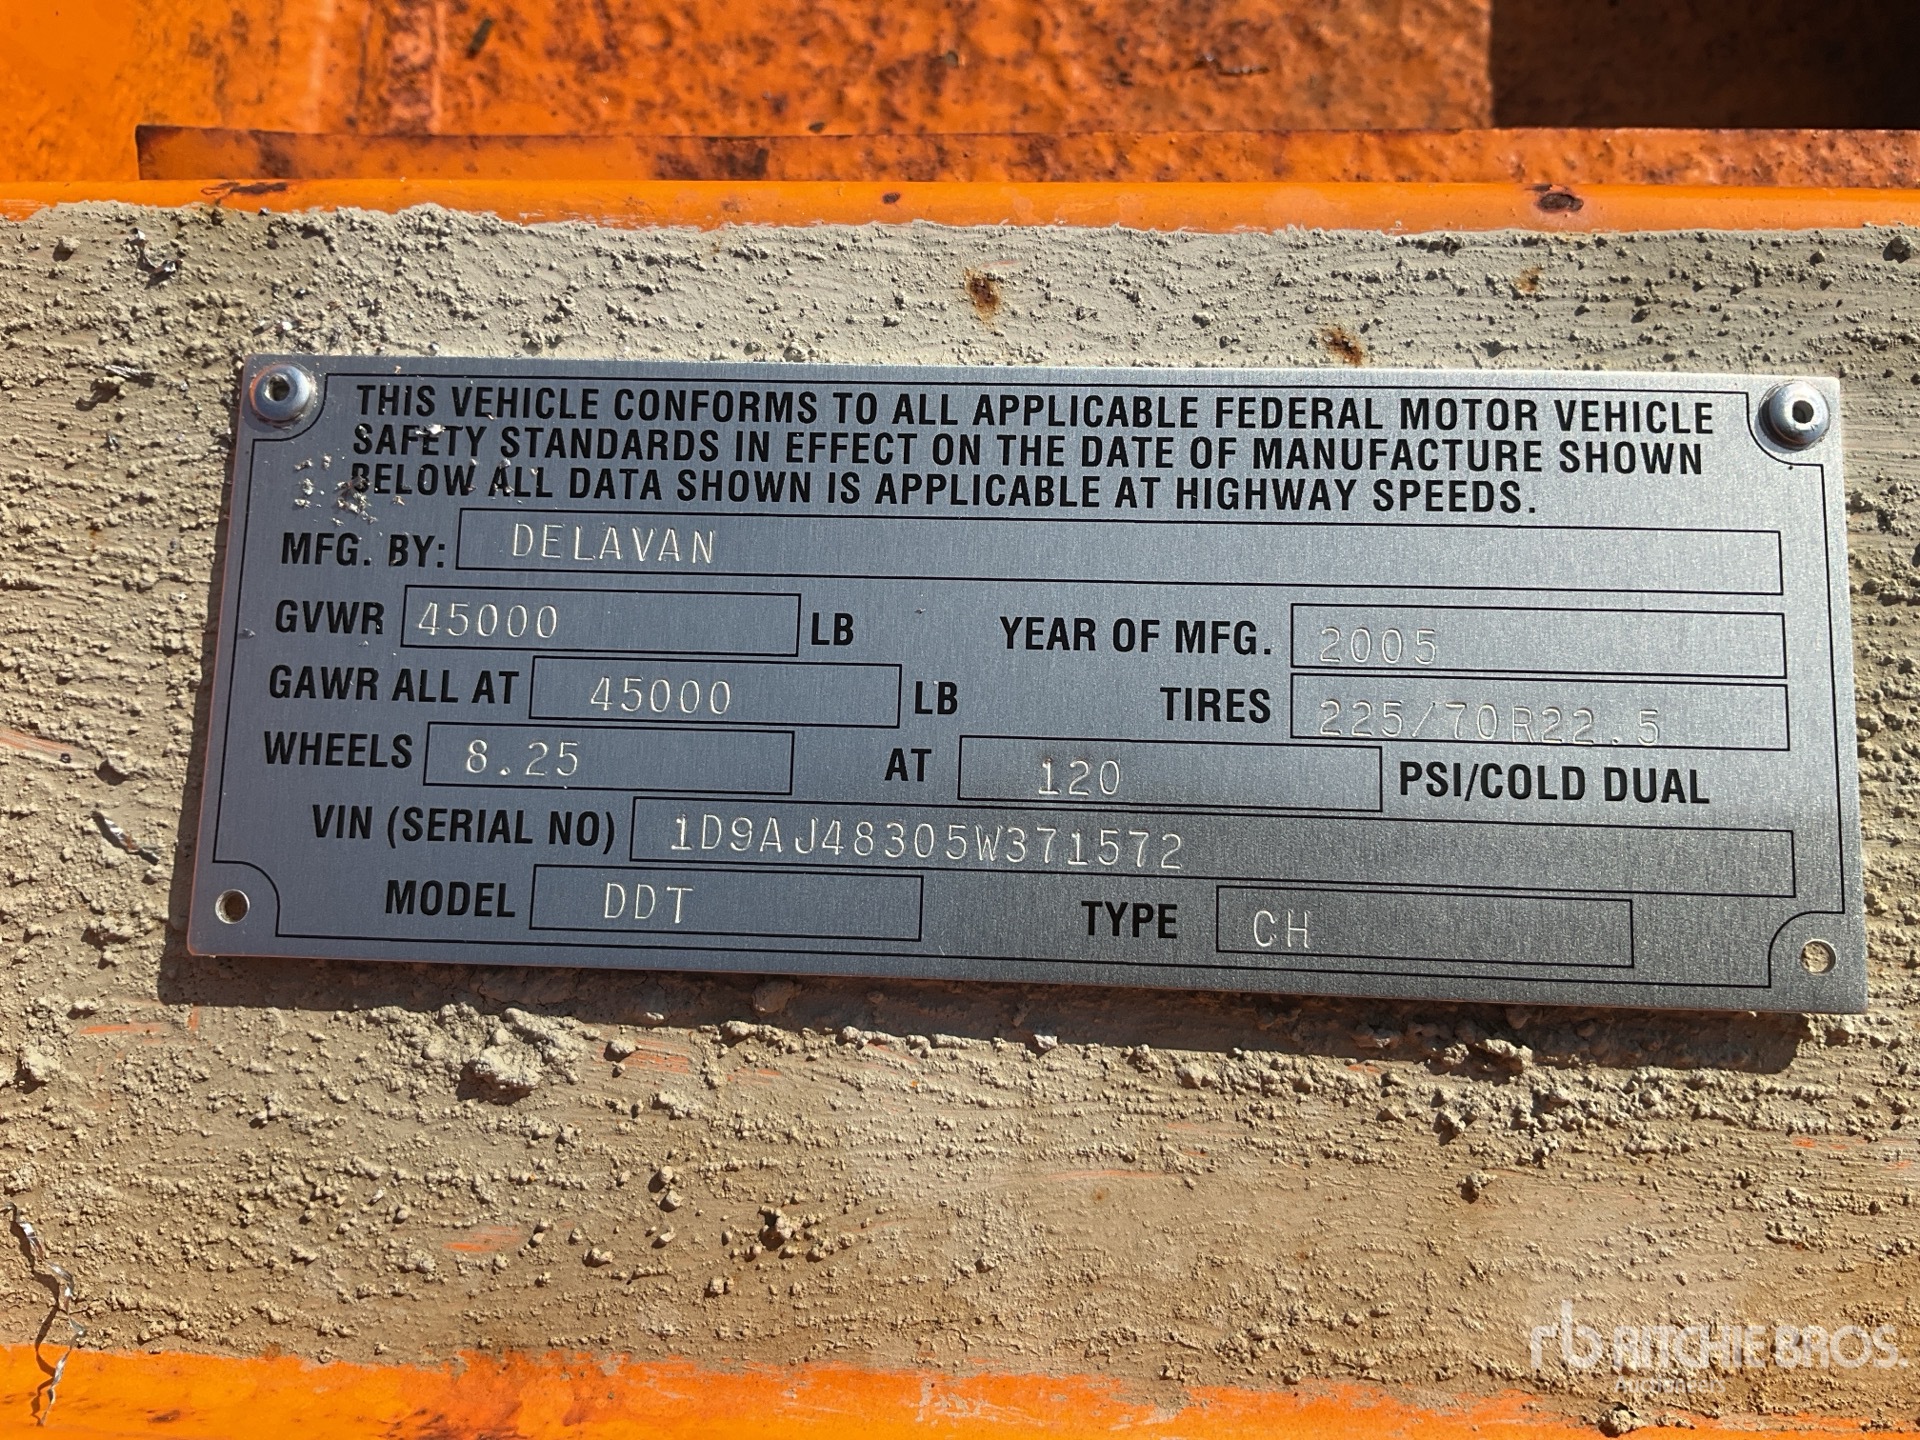 THIS VEHICLE CONFORMS TO ALL APPLICABLE FEDERAL MOTOR VEHICLE
SAFETY STANDARDS IN EFFECT ON THE DATE OF MANUFACTURE SHOWN
BELOW ALL DATA SHOWN IS APPLICABLE AT HIGHWAY SPEEDS.
MFG. BY: DELAVAN
GVWR 45000 LB YEAR OF MFG. 2005
GAWR ALL AT 45000 LB TIRES 225/70R22.5
WHEELS 8.25 AT 120 PSI/COLD DUAL
VIN (SERIAL NO) 1D9AJ48305W371572
MODEL DDT TYPE CH
rb RITCHIE BROS.
Auctioneers